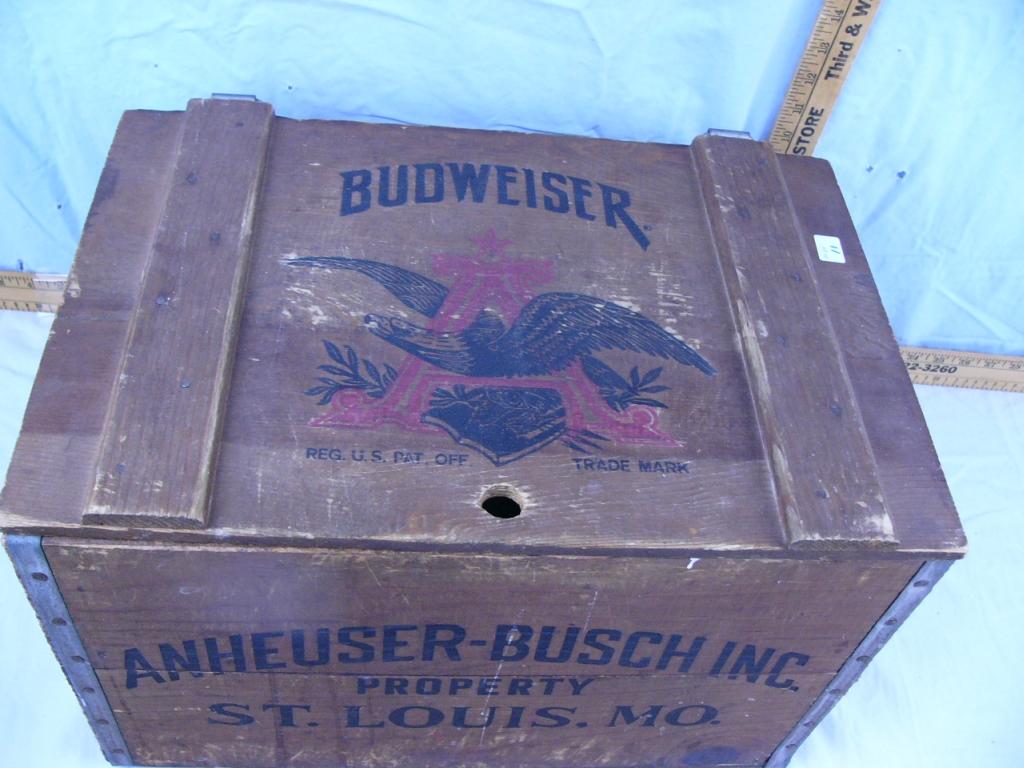 BUDWEISER
REG. U.S. PAT. OFF. TRADE MARK
ANHEUSER-BUSCH INC.
PROPERTY
ST. LOUIS, MO.
STORE Third & W
2-3260